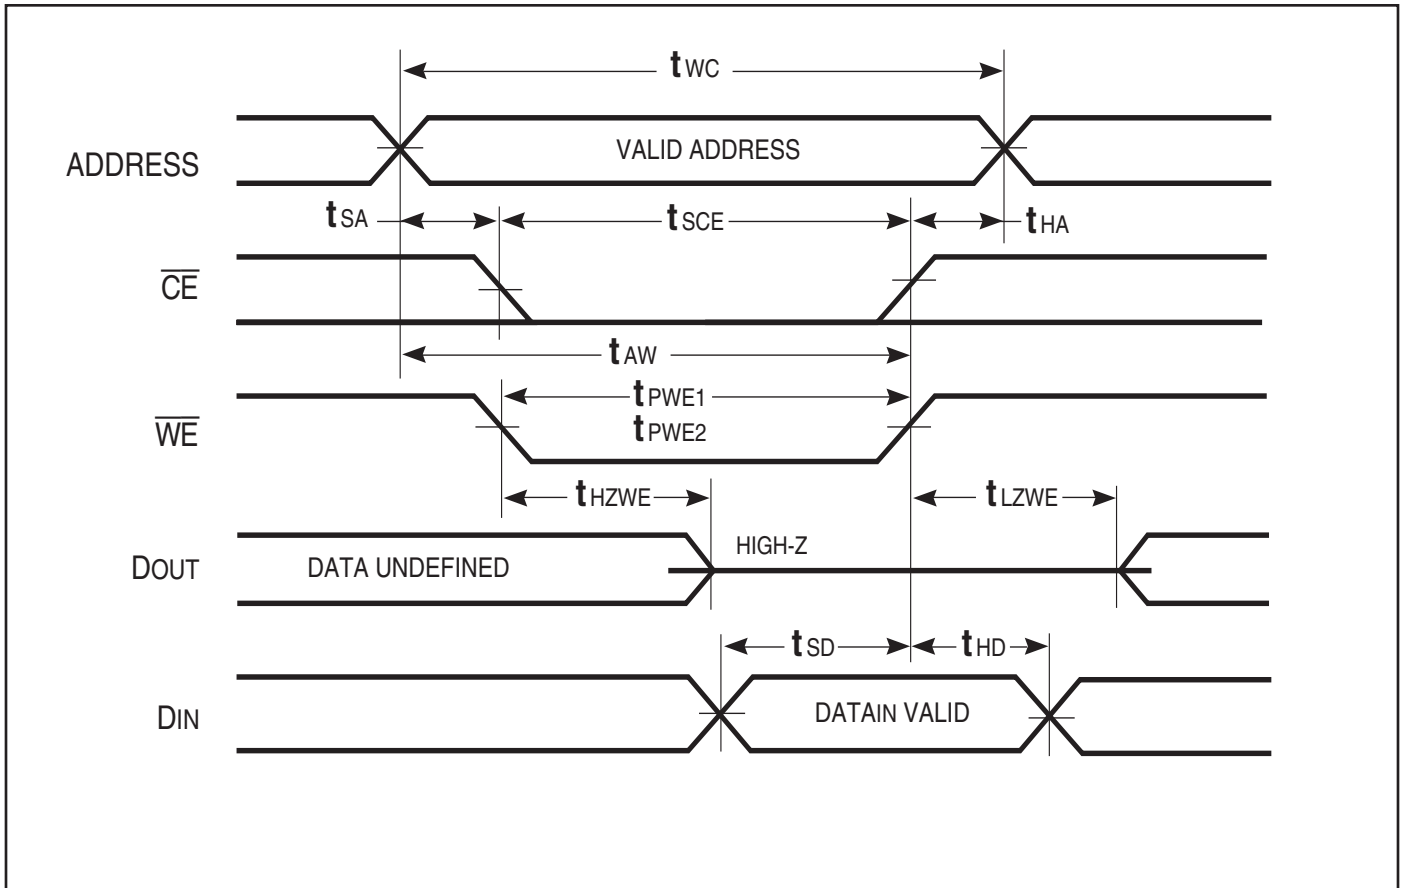 tWC
ADDRESS
VALID ADDRESS
tSA
tSCE
tHA
CE
tAW
tPWE1
WE
tPWE2
tHZWE
tLZWE
DOUT
DATA UNDEFINED
HIGH-Z
tSD
tHD
DIN
DATAIN VALID